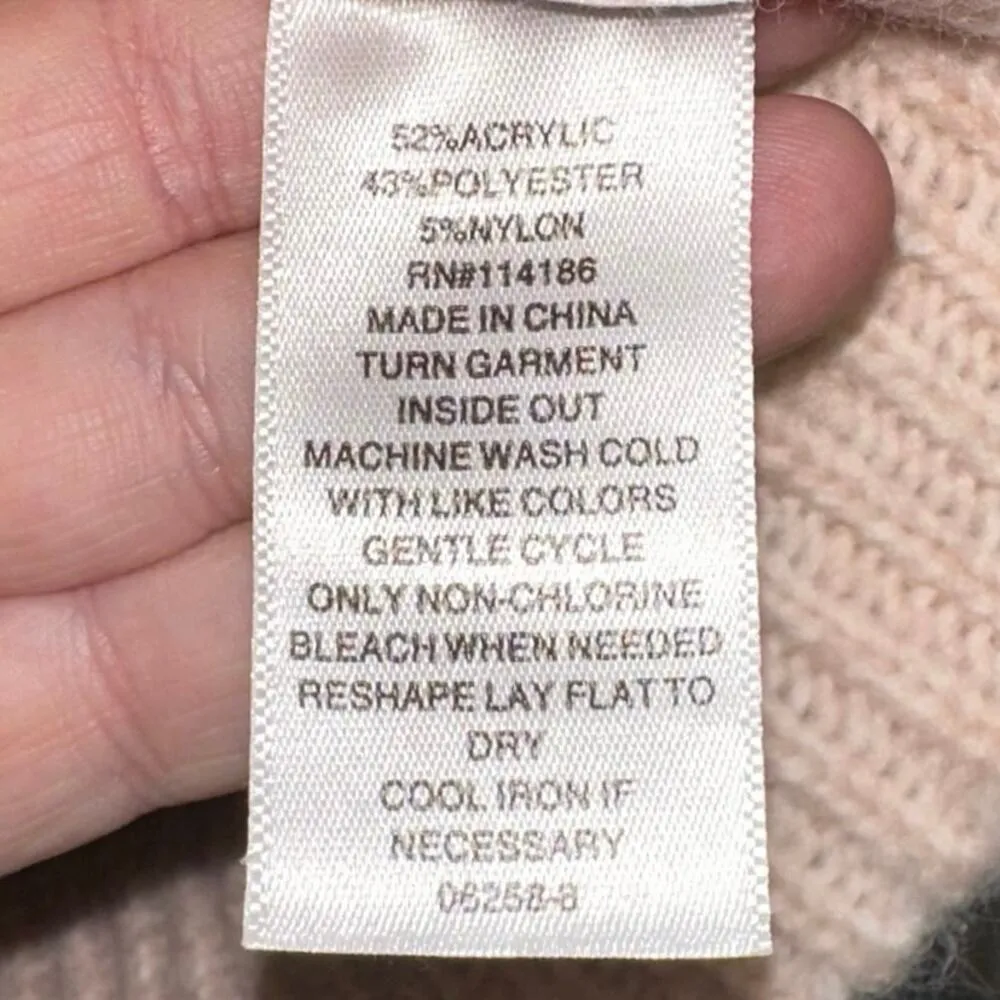 52%ACRYLIC
43%POLYESTER
5%NYLON
RN#114186
MADE IN CHINA
TURN GARMENT
INSIDE OUT
MACHINE WASH COLD
WITH LIKE COLORS
GENTLE CYCLE
ONLY NON-CHLORINE
BLEACH WHEN NEEDED
RESHAPE LAY FLAT TO
DRY
COOL IRON IF
NECESSARY
06258-8